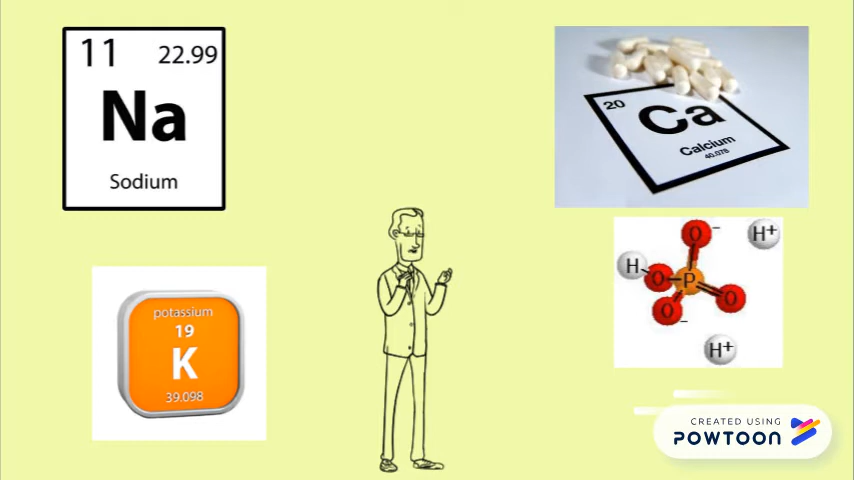 11 22.99
Na
Sodium
20
Ca
Calcium
40.078
potassium
19
K
39.098
O⁻ H⁺
H O P O
O⁻
H⁺
CREATED USING
POWTOON